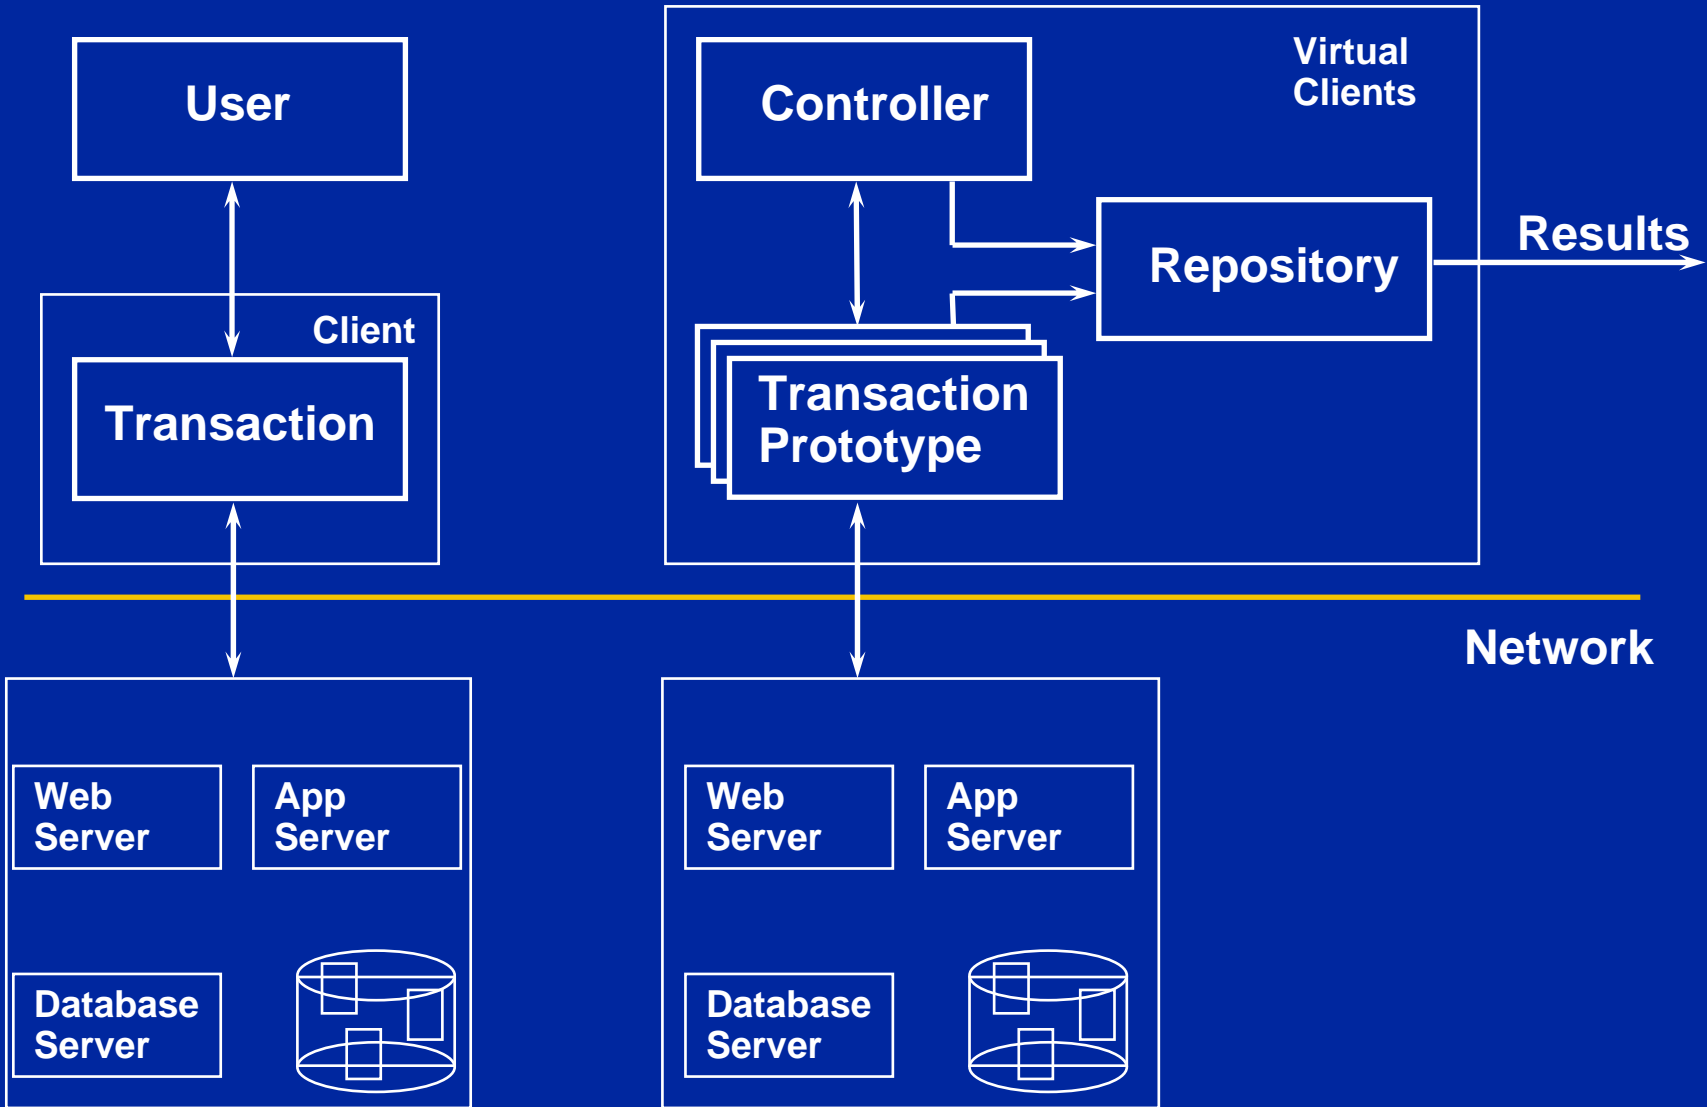 User
Controller
Virtual
Clients
Repository
Results
Client
Transaction
Transaction
Prototype
Network
Web
Server
App
Server
Web
Server
App
Server
Database
Server
Database
Server